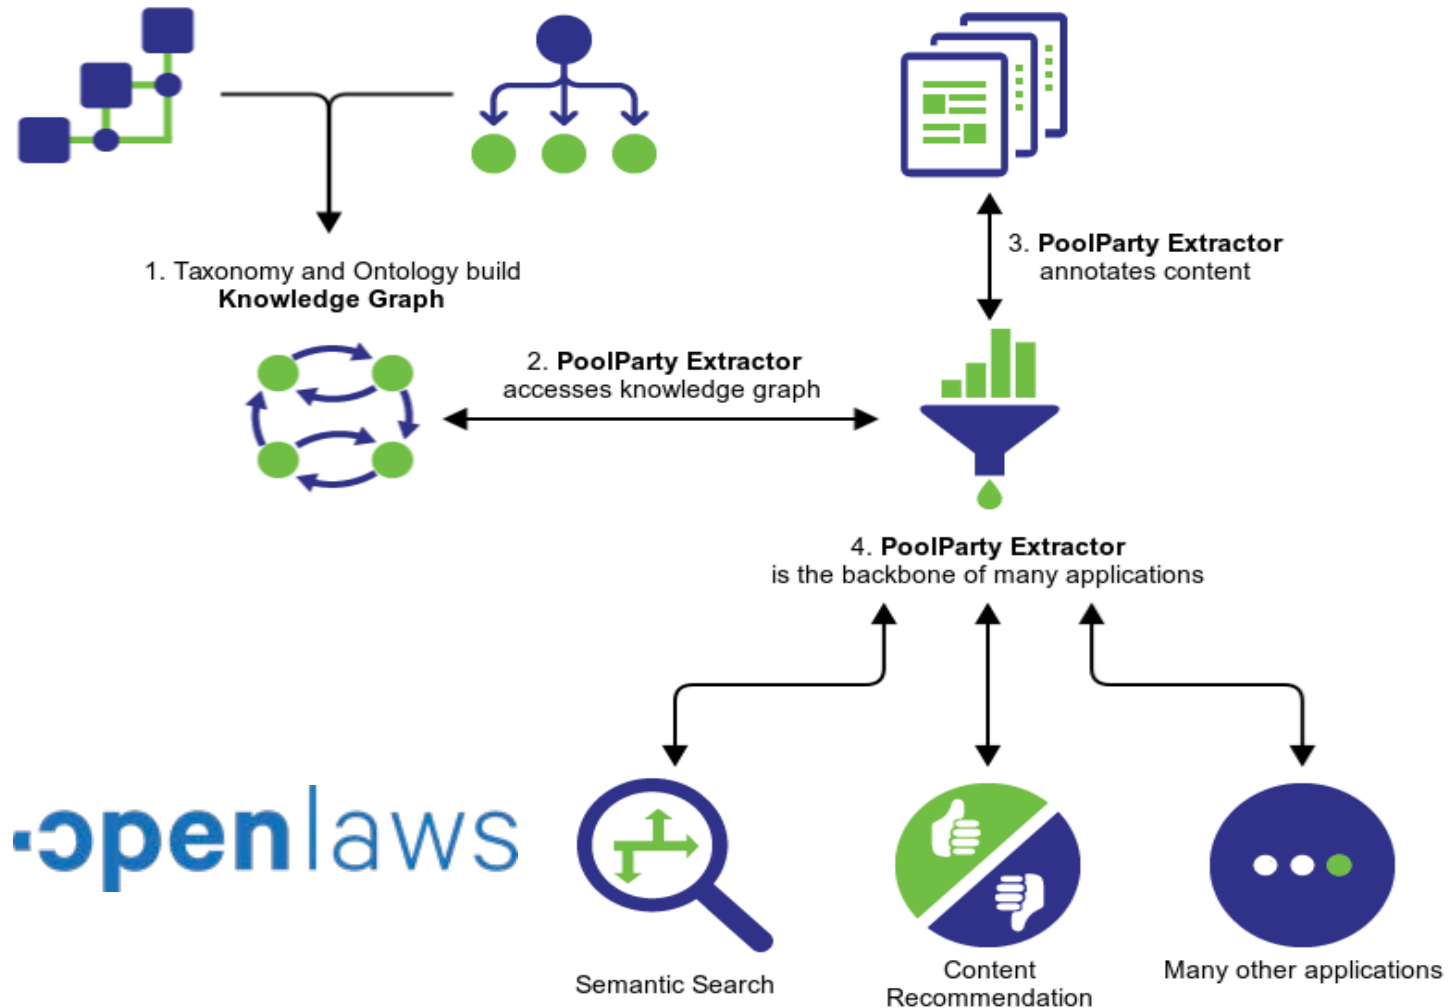 1. Taxonomy and Ontology build
Knowledge Graph
2. PoolParty Extractor
accesses knowledge graph
3. PoolParty Extractor
annotates content
4. PoolParty Extractor
is the backbone of many applications
openlaws
Semantic Search
Content
Recommendation
Many other applications